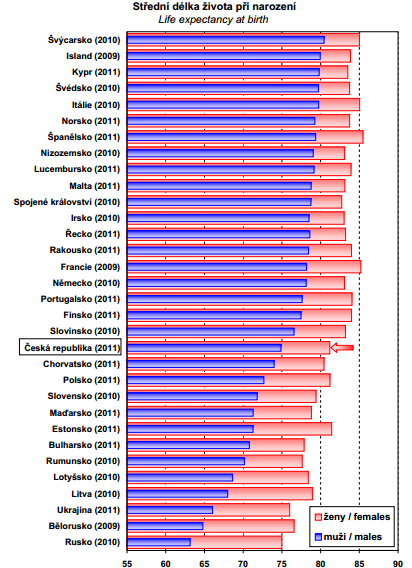 Střední délka života při narození
Life expectancy at birth
Švýcarsko (2010)
Island (2009)
Kypr (2011)
Švédsko (2010)
Itálie (2010)
Norsko (2011)
Španělsko (2011)
Nizozemsko (2010)
Lucembursko (2011)
Malta (2011)
Spojené království (2010)
Irsko (2010)
Řecko (2011)
Rakousko (2011)
Francie (2009)
Německo (2010)
Portugalsko (2011)
Finsko (2011)
Slovinsko (2010)
Česká republika (2011)
Chorvatsko (2011)
Polsko (2011)
Slovensko (2010)
Maďarsko (2011)
Estonsko (2011)
Bulharsko (2011)
Rumunsko (2010)
Lotyšsko (2010)
Litva (2010)
Ukrajina (2011)
Bělorusko (2009)
Rusko (2010)
ženy / females
muži / males
55 60 65 70 75 80 85 90